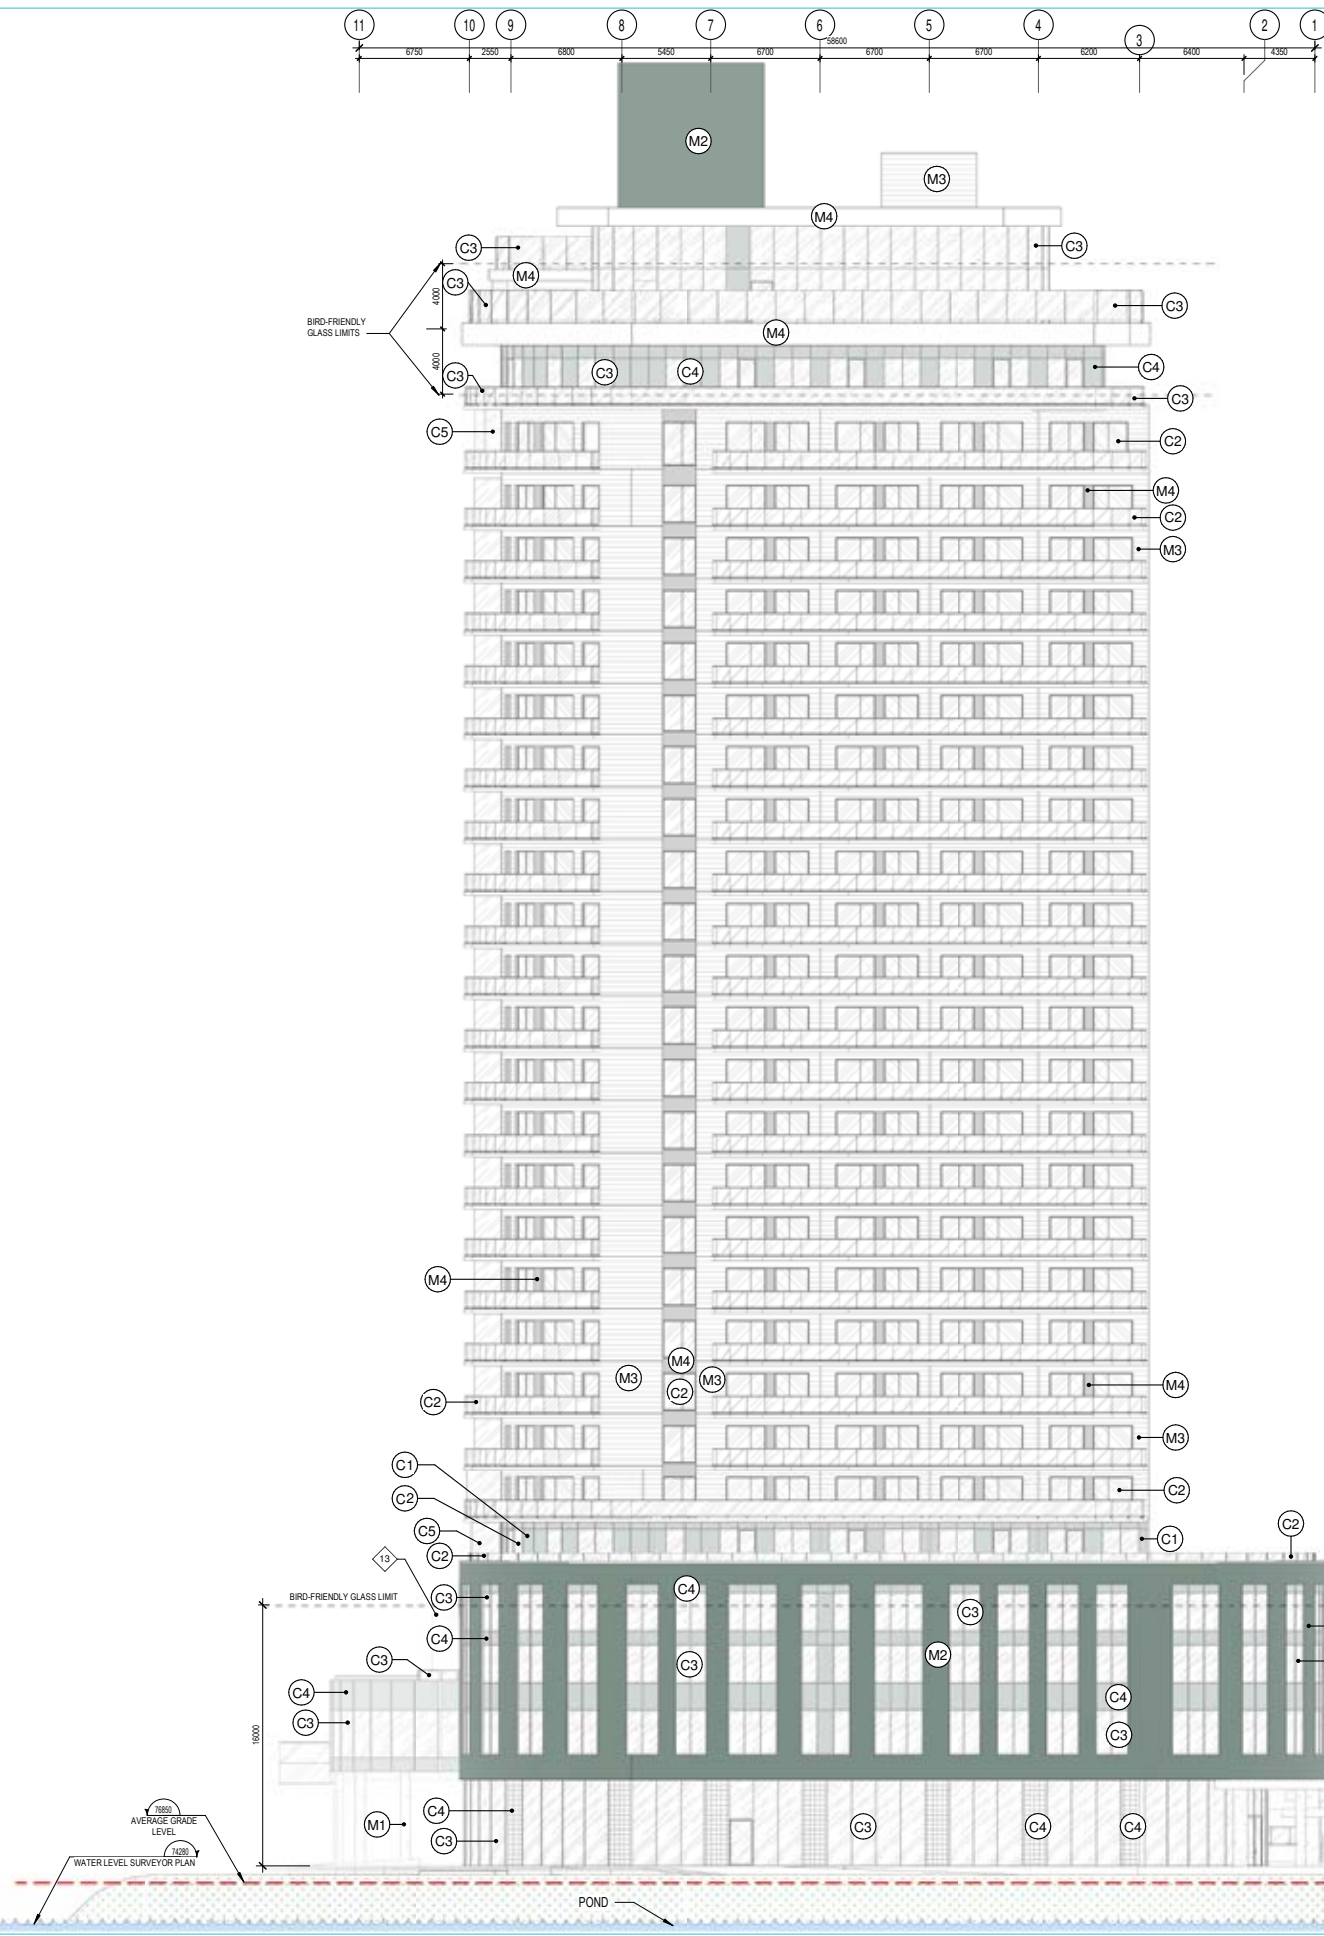 11 10 9 8 7 6 5 4 3 2 1
58600
6750 2550 6800 5450 6700 6700 6700 6200 6400 4350
M2
M3
M4
C3 C3
M4
C3 C3
4000
BIRD-FRIENDLY
GLASS LIMITS
M4
4000
C3 C3 C4 C4
C3
C5 C2
M4
C2
M3
M4
M4
M3 M3 M4
C2 C2
M3
C1
C2 C2
C5 C1 C2
C2
13
C4
BIRD-FRIENDLY GLASS LIMIT C3
C3
C4
M2
C3 C3
C4 C4
C3 C3
16000
76850
AVERAGE GRADE
LEVEL
C4
M1 C3 C4 C4
C3
74280
WATER LEVEL SURVEYOR PLAN
POND